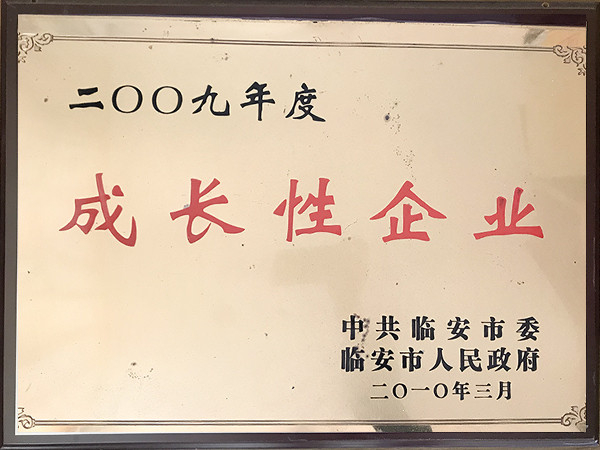 二〇〇九年度
成长性企业
中共临安市委
临安市人民政府
二〇一〇年三月